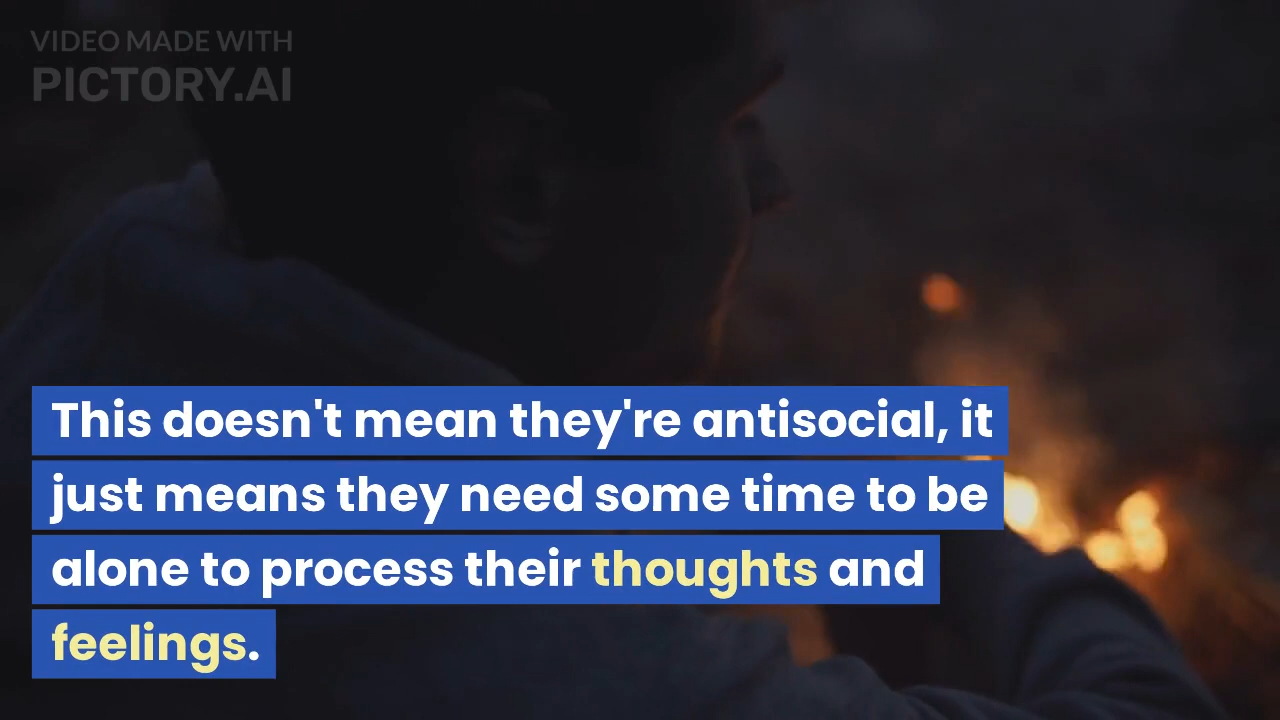 VIDEO MADE WITH
PICTORY.AI
This doesn't mean they're antisocial, it
just means they need some time to be
alone to process their thoughts and
feelings.